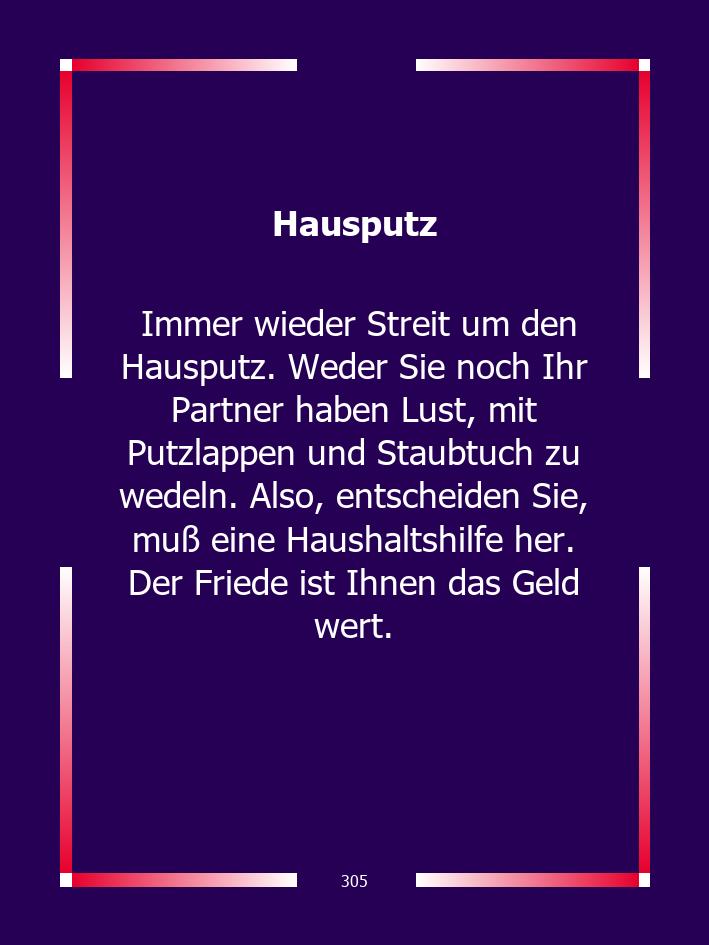 Hausputz
Immer wieder Streit um den
Hausputz. Weder Sie noch Ihr
Partner haben Lust, mit
Putzlappen und Staubtuch zu
wedeln. Also, entscheiden Sie,
muß eine Haushaltshilfe her.
Der Friede ist Ihnen das Geld
wert.
305